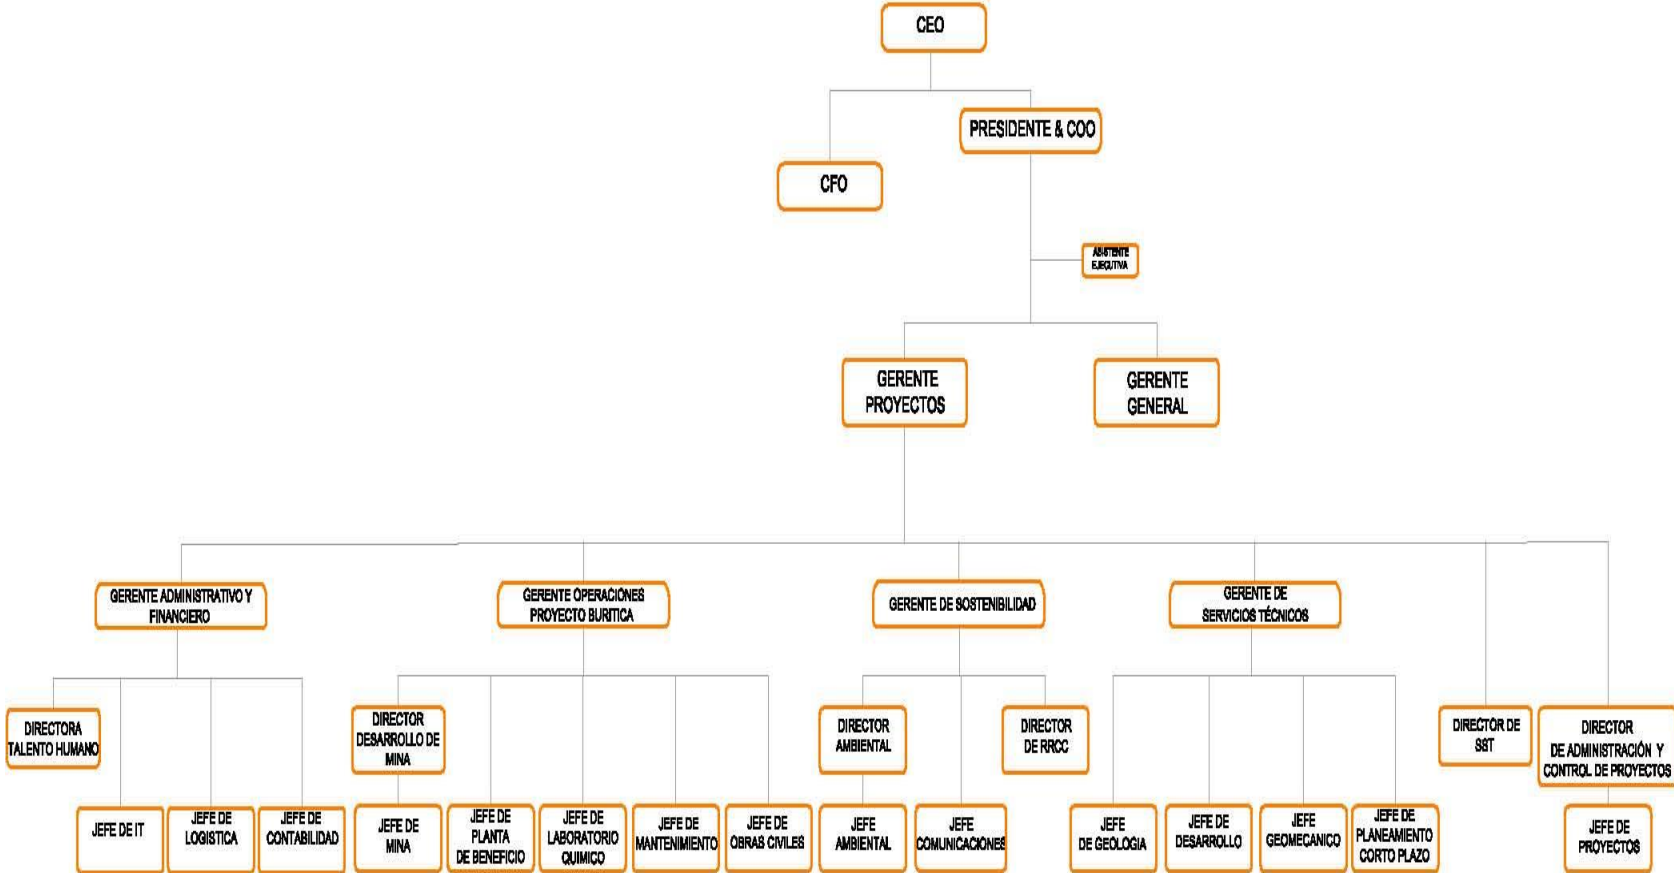 CEO
PRESIDENTE & COO
CFO
ASISTENTE
EJECUTIVA
GERENTE
PROYECTOS
GERENTE
GENERAL
GERENTE ADMINISTRATIVO Y
FINANCIERO
GERENTE OPERACIONES
PROYECTO BURITICA
GERENTE DE SOSTENIBILIDAD
GERENTE DE
SERVICIOS TÉCNICOS
DIRECTORA
TALENTO HUMANO
DIRECTOR
DESARROLLO DE
MINA
DIRECTOR
AMBIENTAL
DIRECTOR
DE RRCC
DIRECTOR DE
SST
DIRECTOR
DE ADMINISTRACIÓN Y
CONTROL DE PROYECTOS
JEFE DE IT
JEFE DE
LOGISTICA
JEFE DE
CONTABILIDAD
JEFE DE
MINA
JEFE DE
PLANTA
DE BENEFICIO
JEFE DE
LABORATORIO
QUIMICO
JEFE DE
MANTENIMIENTO
JEFE DE
OBRAS CIVILES
JEFE
AMBIENTAL
JEFE
COMUNICACIONES
JEFE
DE GEOLOGIA
JEFE DE
DESARROLLO
JEFE
GEOMECANICO
JEFE DE
PLANEAMIENTO
CORTO PLAZO
JEFE DE
PROYECTOS